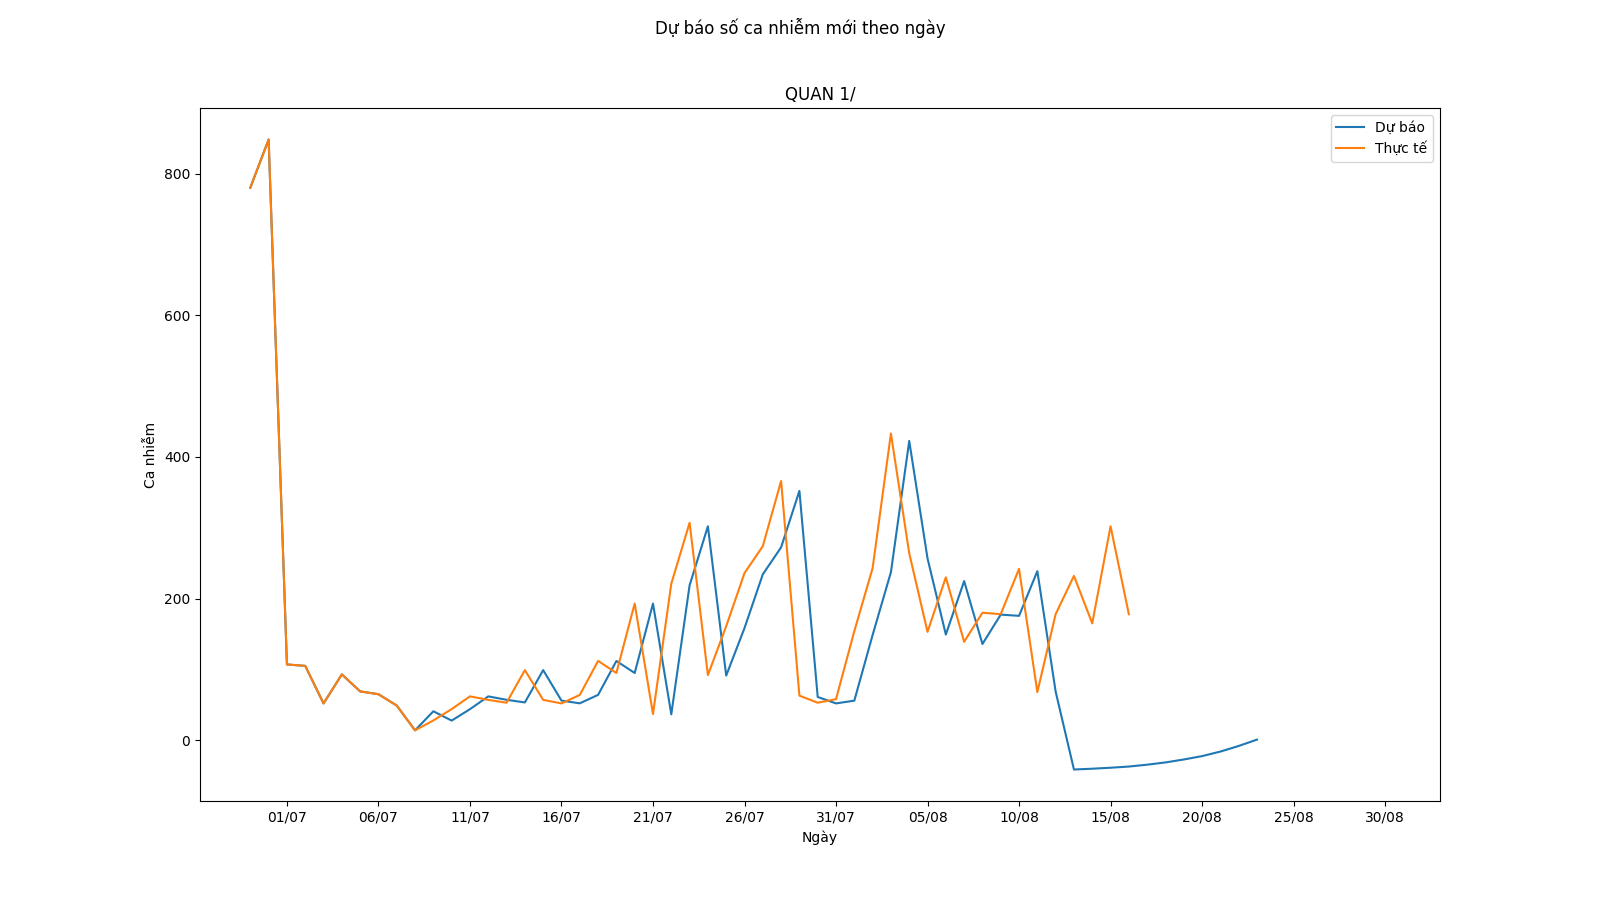 Dự báo số ca nhiễm mới theo ngày
QUAN 1/
Dự báo
Thực tế
800
600
400
200
0
Ca nhiễm
01/07 06/07 11/07 16/07 21/07 26/07 31/07 05/08 10/08 15/08 20/08 25/08 30/08
Ngày